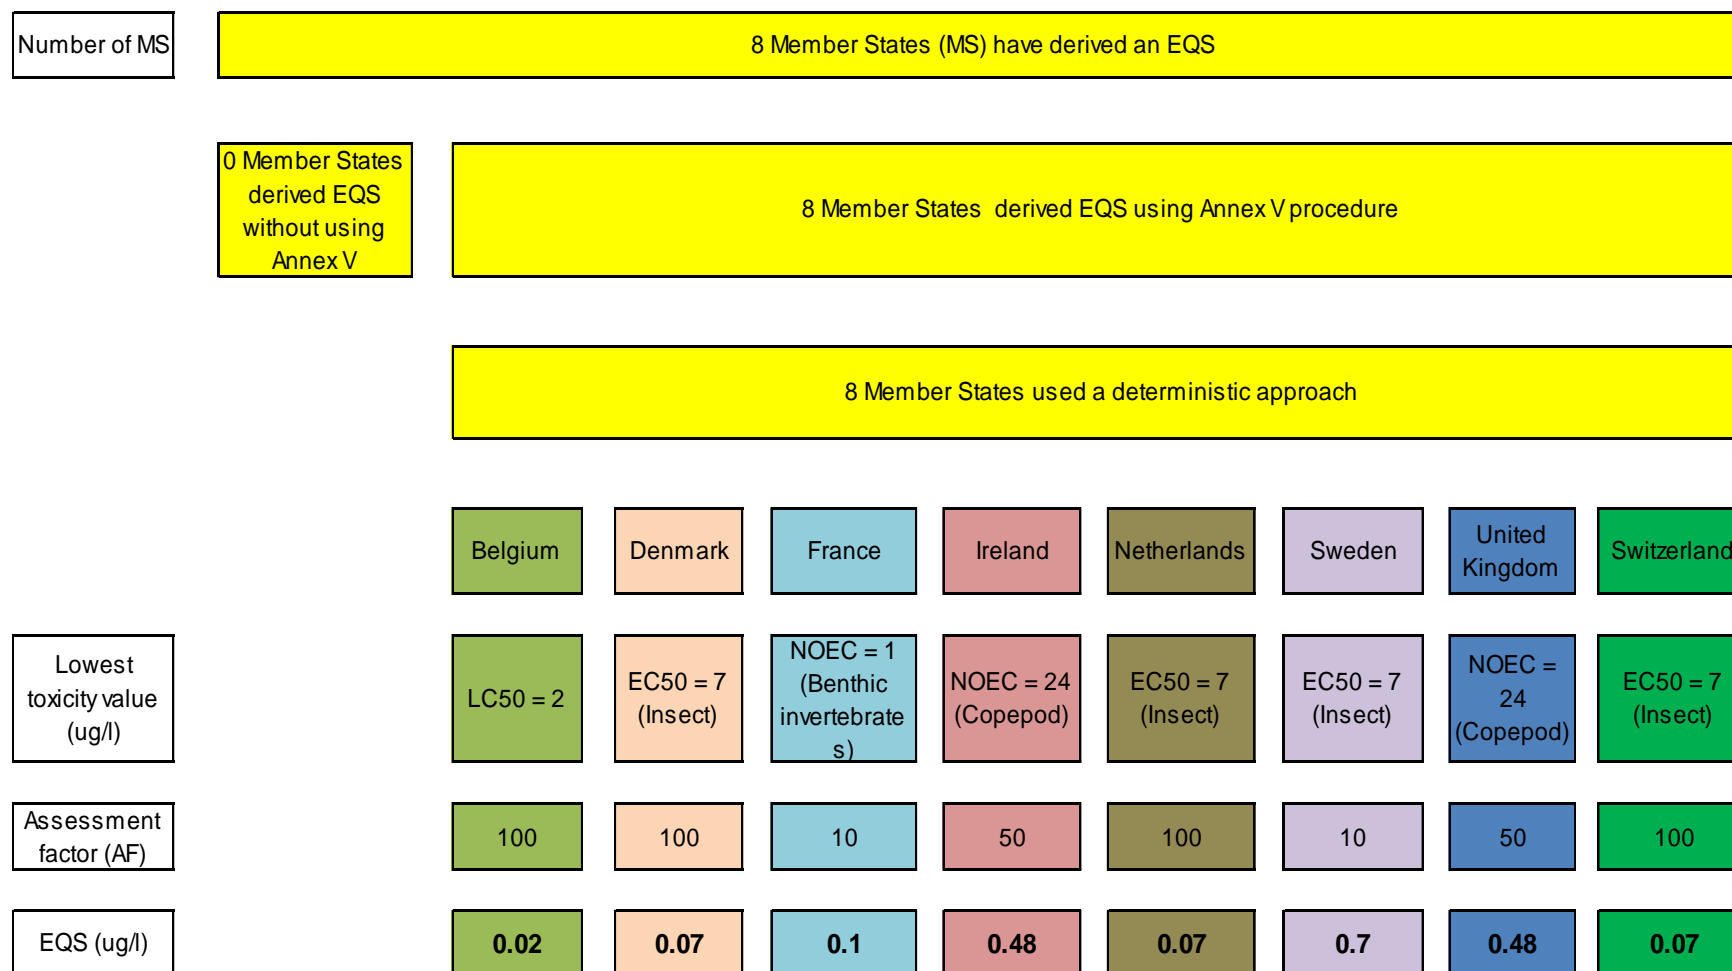 Number of MS
8 Member States (MS) have derived an EQS
0 Member States
derived EQS
without using
Annex V
8 Member States derived EQS using Annex V procedure
8 Member States used a deterministic approach
Belgium
Denmark
France
Ireland
Netherlands
Sweden
United
Kingdom
Switzerland
Lowest
toxicity value
(ug/l)
LC50 = 2
EC50 = 7
(Insect)
NOEC = 1
(Benthic
invertebrate
s)
NOEC = 24
(Copepod)
EC50 = 7
(Insect)
EC50 = 7
(Insect)
NOEC =
24
(Copepod)
EC50 = 7
(Insect)
Assessment
factor (AF)
100
100
10
50
100
10
50
100
EQS (ug/l)
0.02
0.07
0.1
0.48
0.07
0.7
0.48
0.07